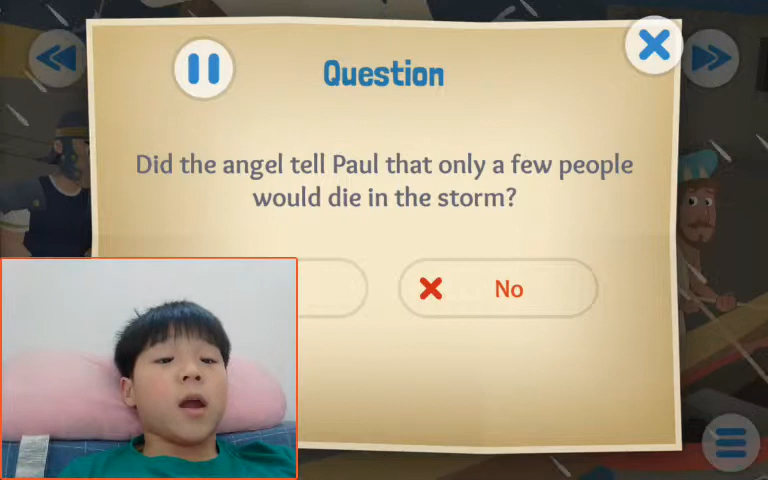 Question
Did the angel tell Paul that only a few people
would die in the storm?
No